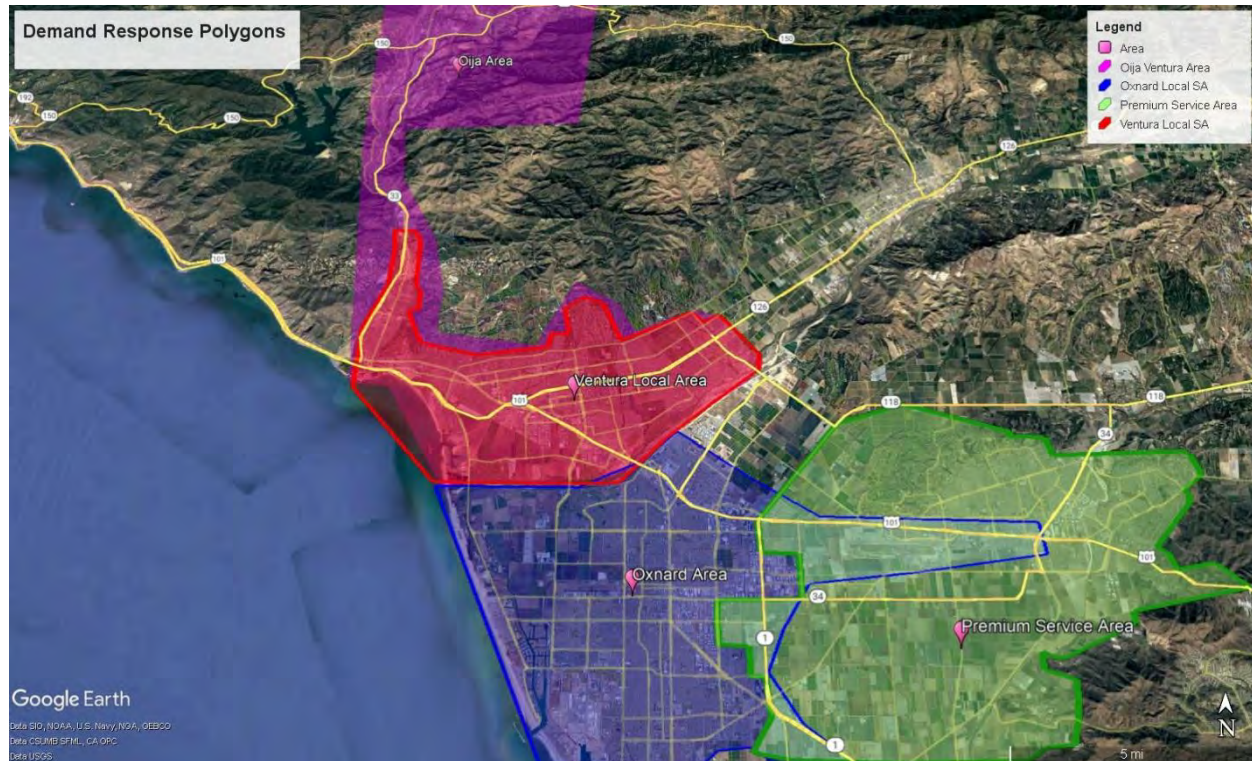 Demand Response Polygons
Legend
Area
Oija Ventura Area
Oxnard Local SA
Premium Service Area
Ventura Local SA
150
Oija Area
150
192
150
150
33
126
101
126
101
Ventura Local Area
118
118
34
101
101
Oxnard Area
34
1
Premium Service Area
Google Earth
Data SIO, NOAA, U.S. Navy, NGA, GEBCO
Data CSUMB SFML, CA OPC
Data USGS
1
N
5 mi